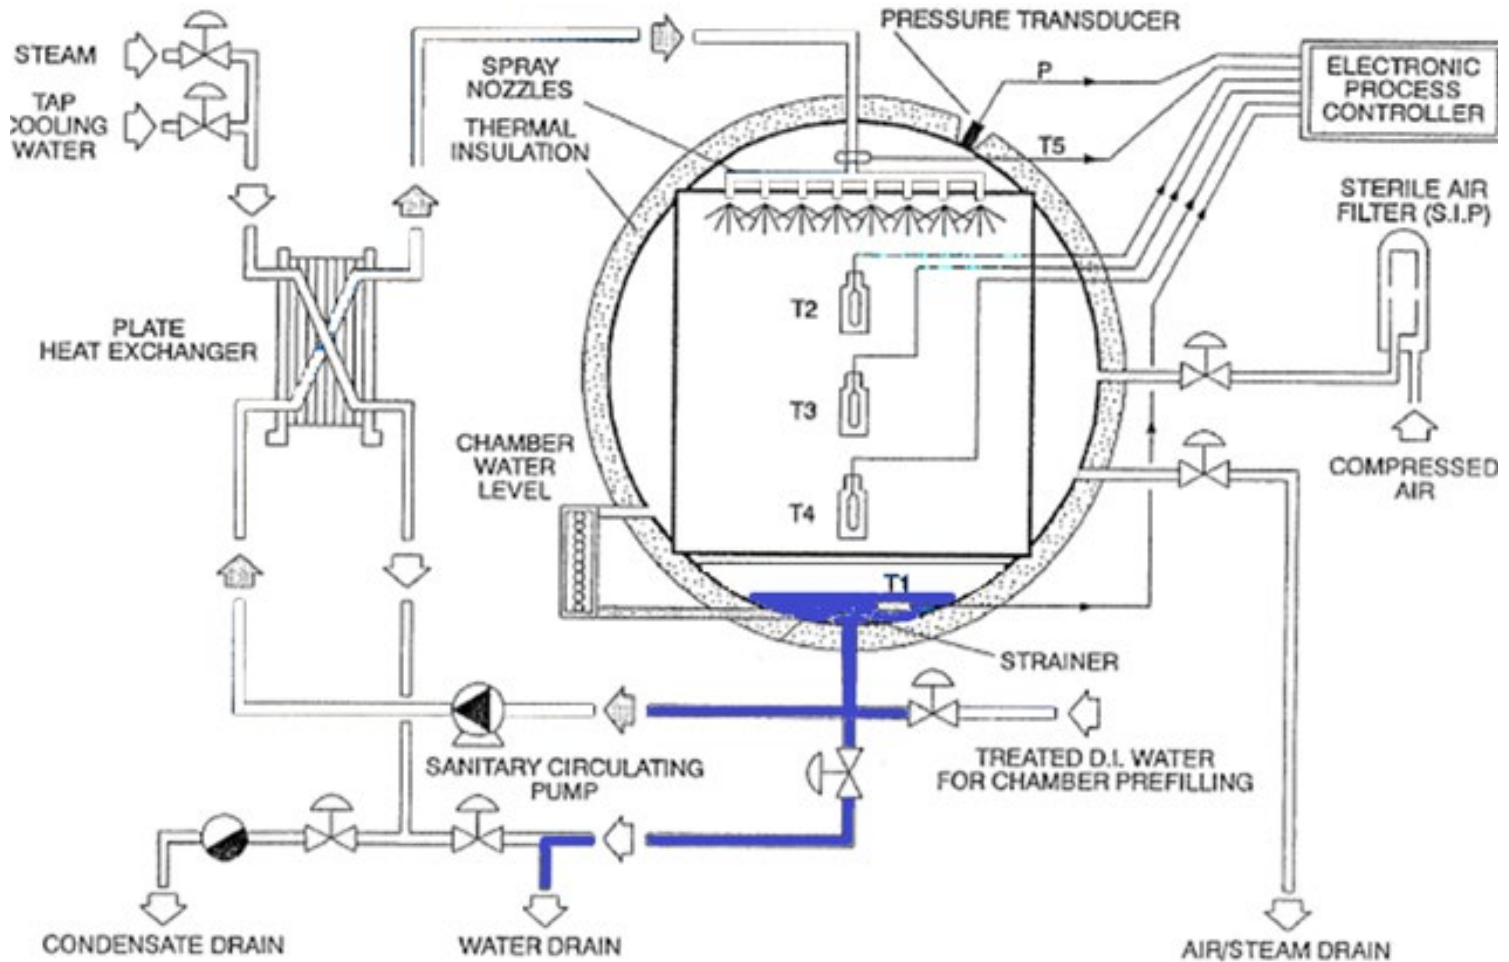 STEAM
TAP
COOLING
WATER
SPRAY
NOZZLES
THERMAL
INSULATION
PRESSURE TRANSDUCER
P
T5
ELECTRONIC
PROCESS
CONTROLLER
STERILE AIR
FILTER (S.I.P)
PLATE
HEAT EXCHANGER
T2
T3
T4
CHAMBER
WATER
LEVEL
COMPRESSED
AIR
T1
STRAINER
SANITARY CIRCULATING
PUMP
TREATED D.I. WATER
FOR CHAMBER PREFILLING
CONDENSATE DRAIN
WATER DRAIN
AIR/STEAM DRAIN